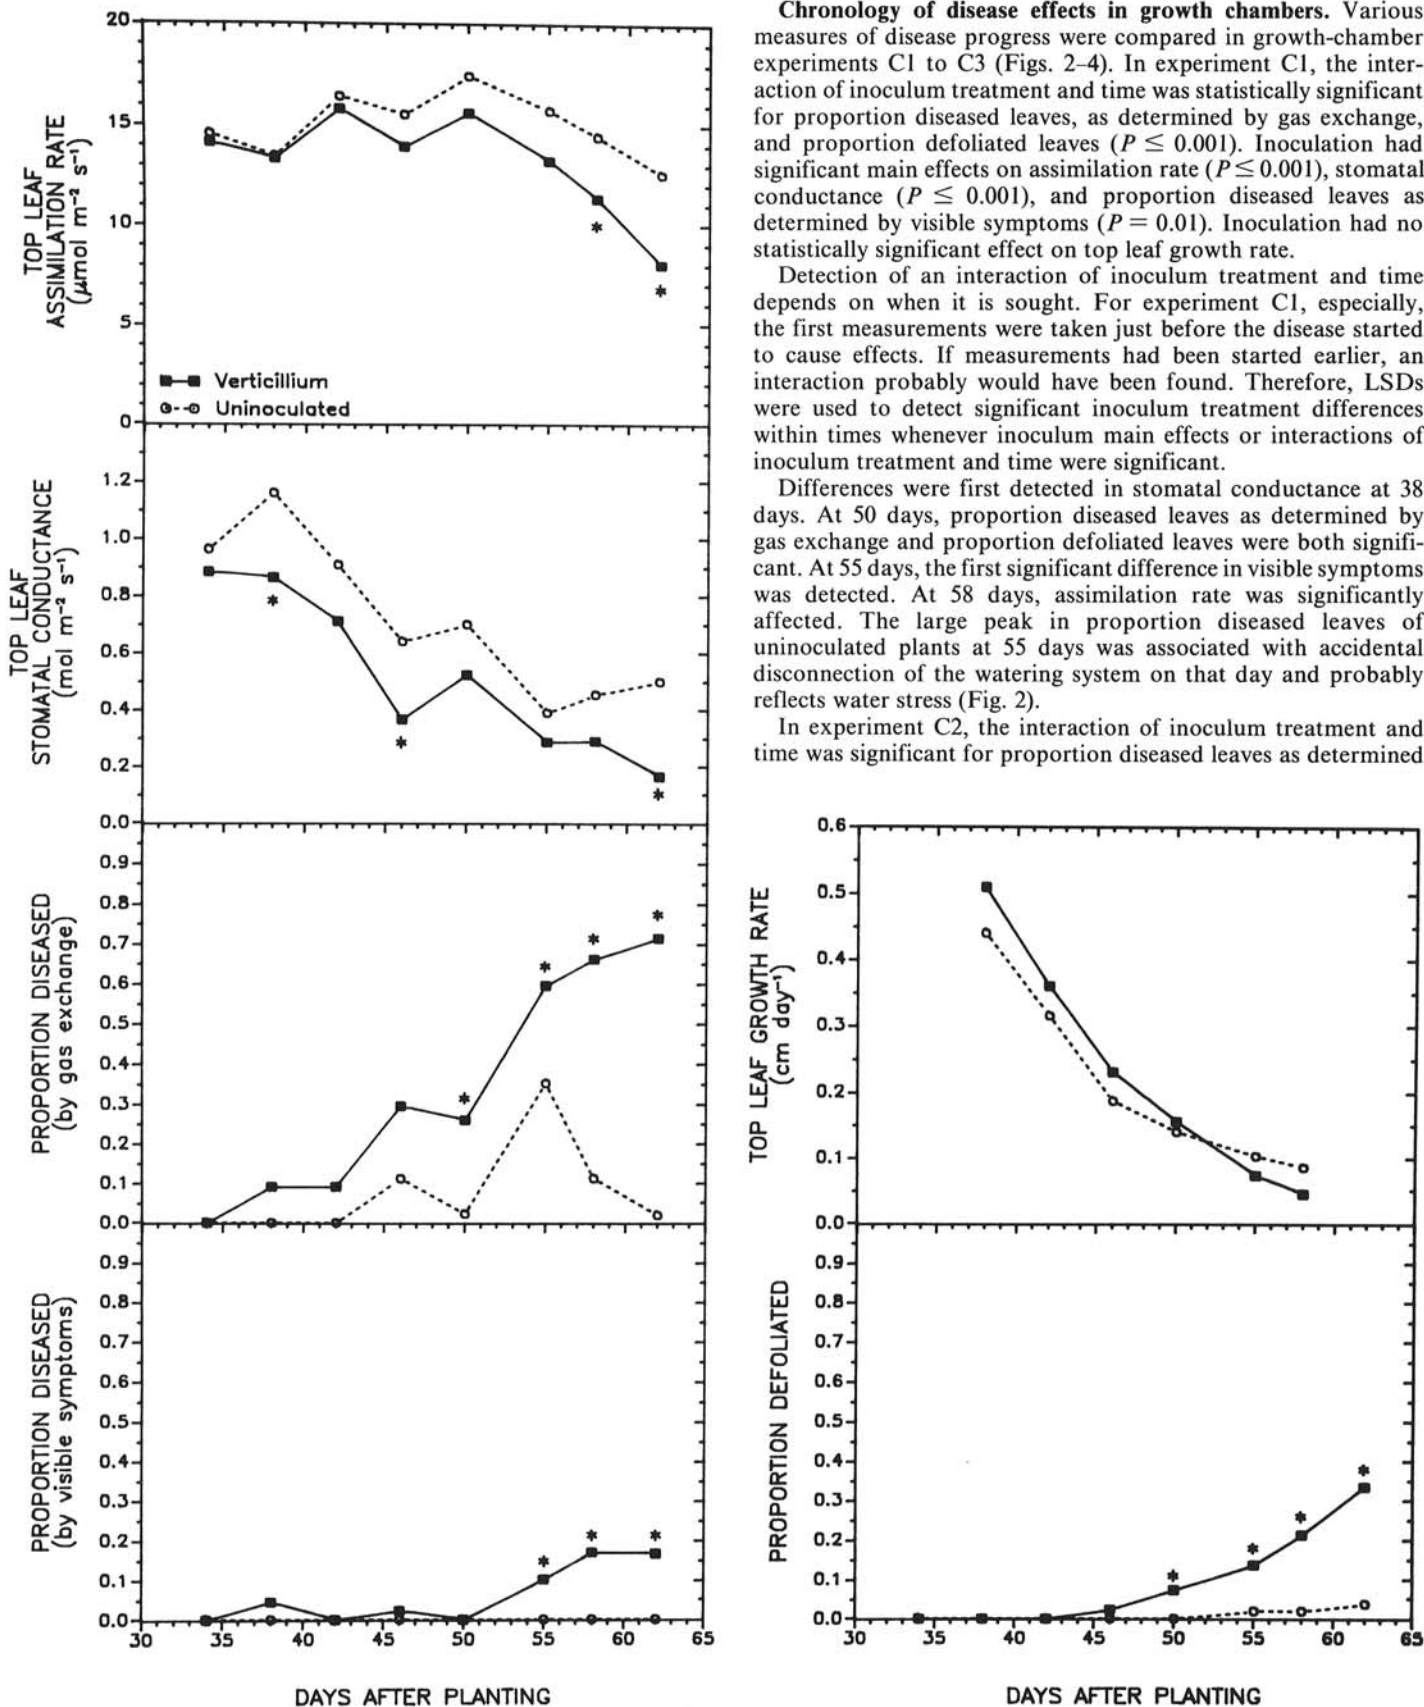 TOP LEAF
ASSIMILATION RATE
(μmol m⁻² s⁻¹)
20
15
10
5
0
*
*
Verticillium
Uninoculated
TOP LEAF
STOMATAL CONDUCTANCE
(mol m⁻² s⁻¹)
1.2
1.0
0.8
0.6
0.4
0.2
0.0
*
*
*
PROPORTION DISEASED
(by gas exchange)
0.9
0.8
0.7
0.6
0.5
0.4
0.3
0.2
0.1
0.0
*
*
*
*
PROPORTION DISEASED
(by visible symptoms)
0.9
0.8
0.7
0.6
0.5
0.4
0.3
0.2
0.1
0.0
*
*
*
30 35 40 45 50 55 60 65
DAYS AFTER PLANTING
Chronology of disease effects in growth chambers. Various
measures of disease progress were compared in growth-chamber
experiments C1 to C3 (Figs. 2–4). In experiment C1, the inter-
action of inoculum treatment and time was statistically significant
for proportion diseased leaves, as determined by gas exchange,
and proportion defoliated leaves (P ≤ 0.001). Inoculation had
significant main effects on assimilation rate (P ≤ 0.001), stomatal
conductance (P ≤ 0.001), and proportion diseased leaves as
determined by visible symptoms (P = 0.01). Inoculation had no
statistically significant effect on top leaf growth rate.
Detection of an interaction of inoculum treatment and time
depends on when it is sought. For experiment C1, especially,
the first measurements were taken just before the disease started
to cause effects. If measurements had been started earlier, an
interaction probably would have been found. Therefore, LSDs
were used to detect significant inoculum treatment differences
within times whenever inoculum main effects or interactions of
inoculum treatment and time were significant.
Differences were first detected in stomatal conductance at 38
days. At 50 days, proportion diseased leaves as determined by
gas exchange and proportion defoliated leaves were both signifi-
cant. At 55 days, the first significant difference in visible symptoms
was detected. At 58 days, assimilation rate was significantly
affected. The large peak in proportion diseased leaves of
uninoculated plants at 55 days was associated with accidental
disconnection of the watering system on that day and probably
reflects water stress (Fig. 2).
In experiment C2, the interaction of inoculum treatment and
time was significant for proportion diseased leaves as determined
TOP LEAF GROWTH RATE
(cm day⁻¹)
0.6
0.5
0.4
0.3
0.2
0.1
0.0
PROPORTION DEFOLIATED
0.9
0.8
0.7
0.6
0.5
0.4
0.3
0.2
0.1
0.0
*
*
*
*
30 35 40 45 50 55 60 65
DAYS AFTER PLANTING